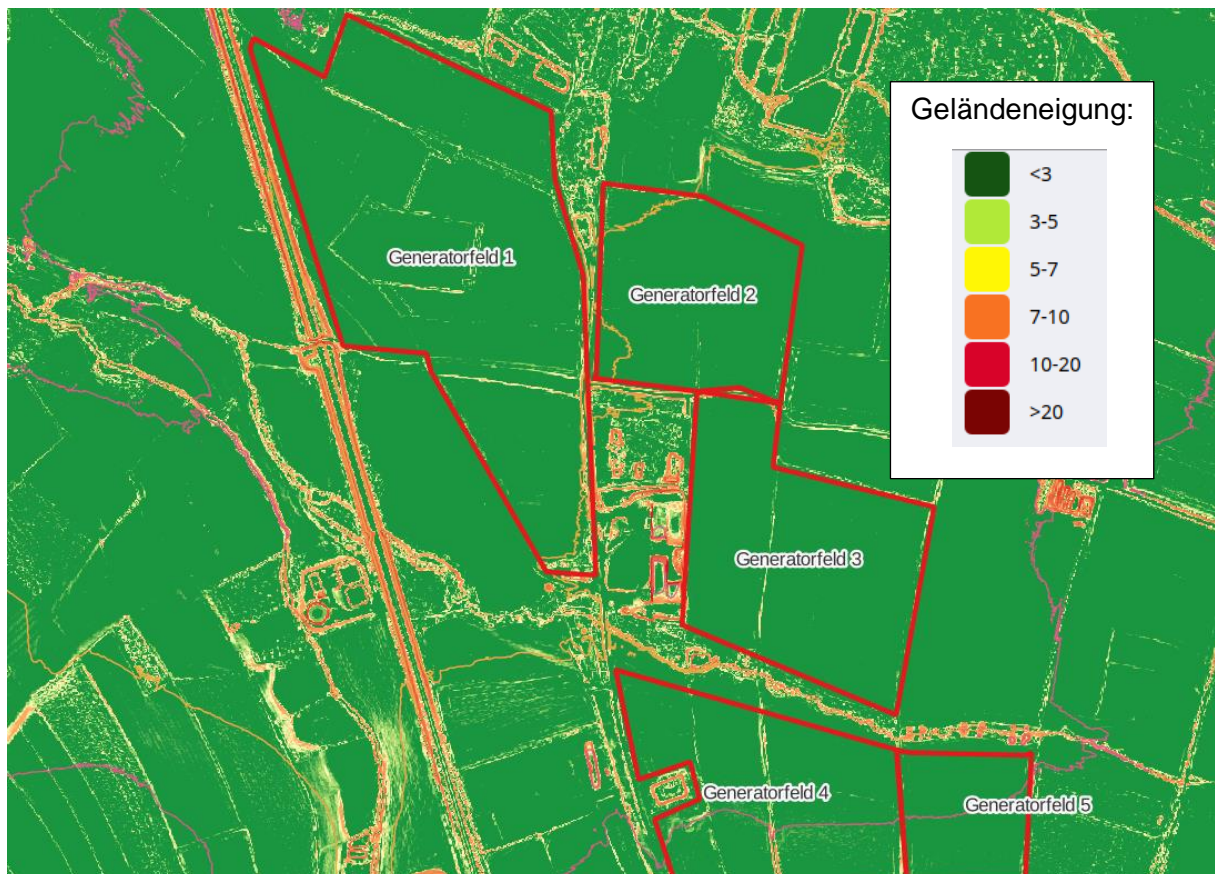 Geländeneigung:
<3
3-5
5-7
7-10
10-20
>20
Generatorfeld 1
Generatorfeld 2
Generatorfeld 3
Generatorfeld 4
Generatorfeld 5